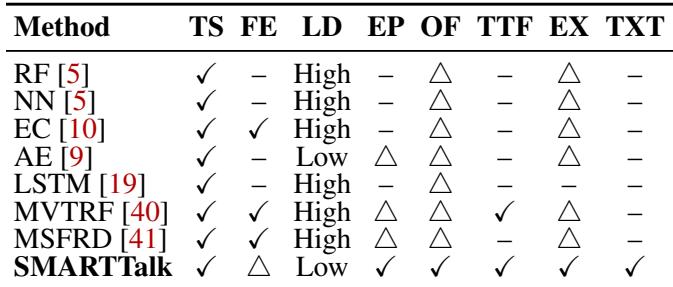 Method TS FE LD EP OF TTF EX TXT
RF [5] ✓ – High – △ – △ –
NN [5] ✓ – High – △ – △ –
EC [10] ✓ ✓ High – △ – △ –
AE [9] ✓ – Low △ △ – △ –
LSTM [19] ✓ – High – △ – – –
MVTRF [40] ✓ ✓ High △ △ ✓ △ –
MSFRD [41] ✓ ✓ High △ △ – △ –
SMARTTalk ✓ △ Low ✓ ✓ ✓ ✓ ✓